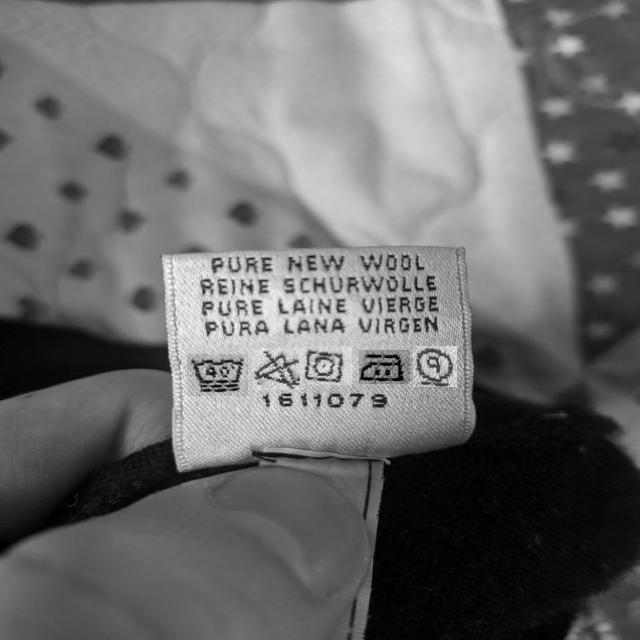 PURE NEW WOOL
REINE SCHURWOLLE
PURE LAINE VIERGE
PURA LANA VIRGEN
40 P
1611079